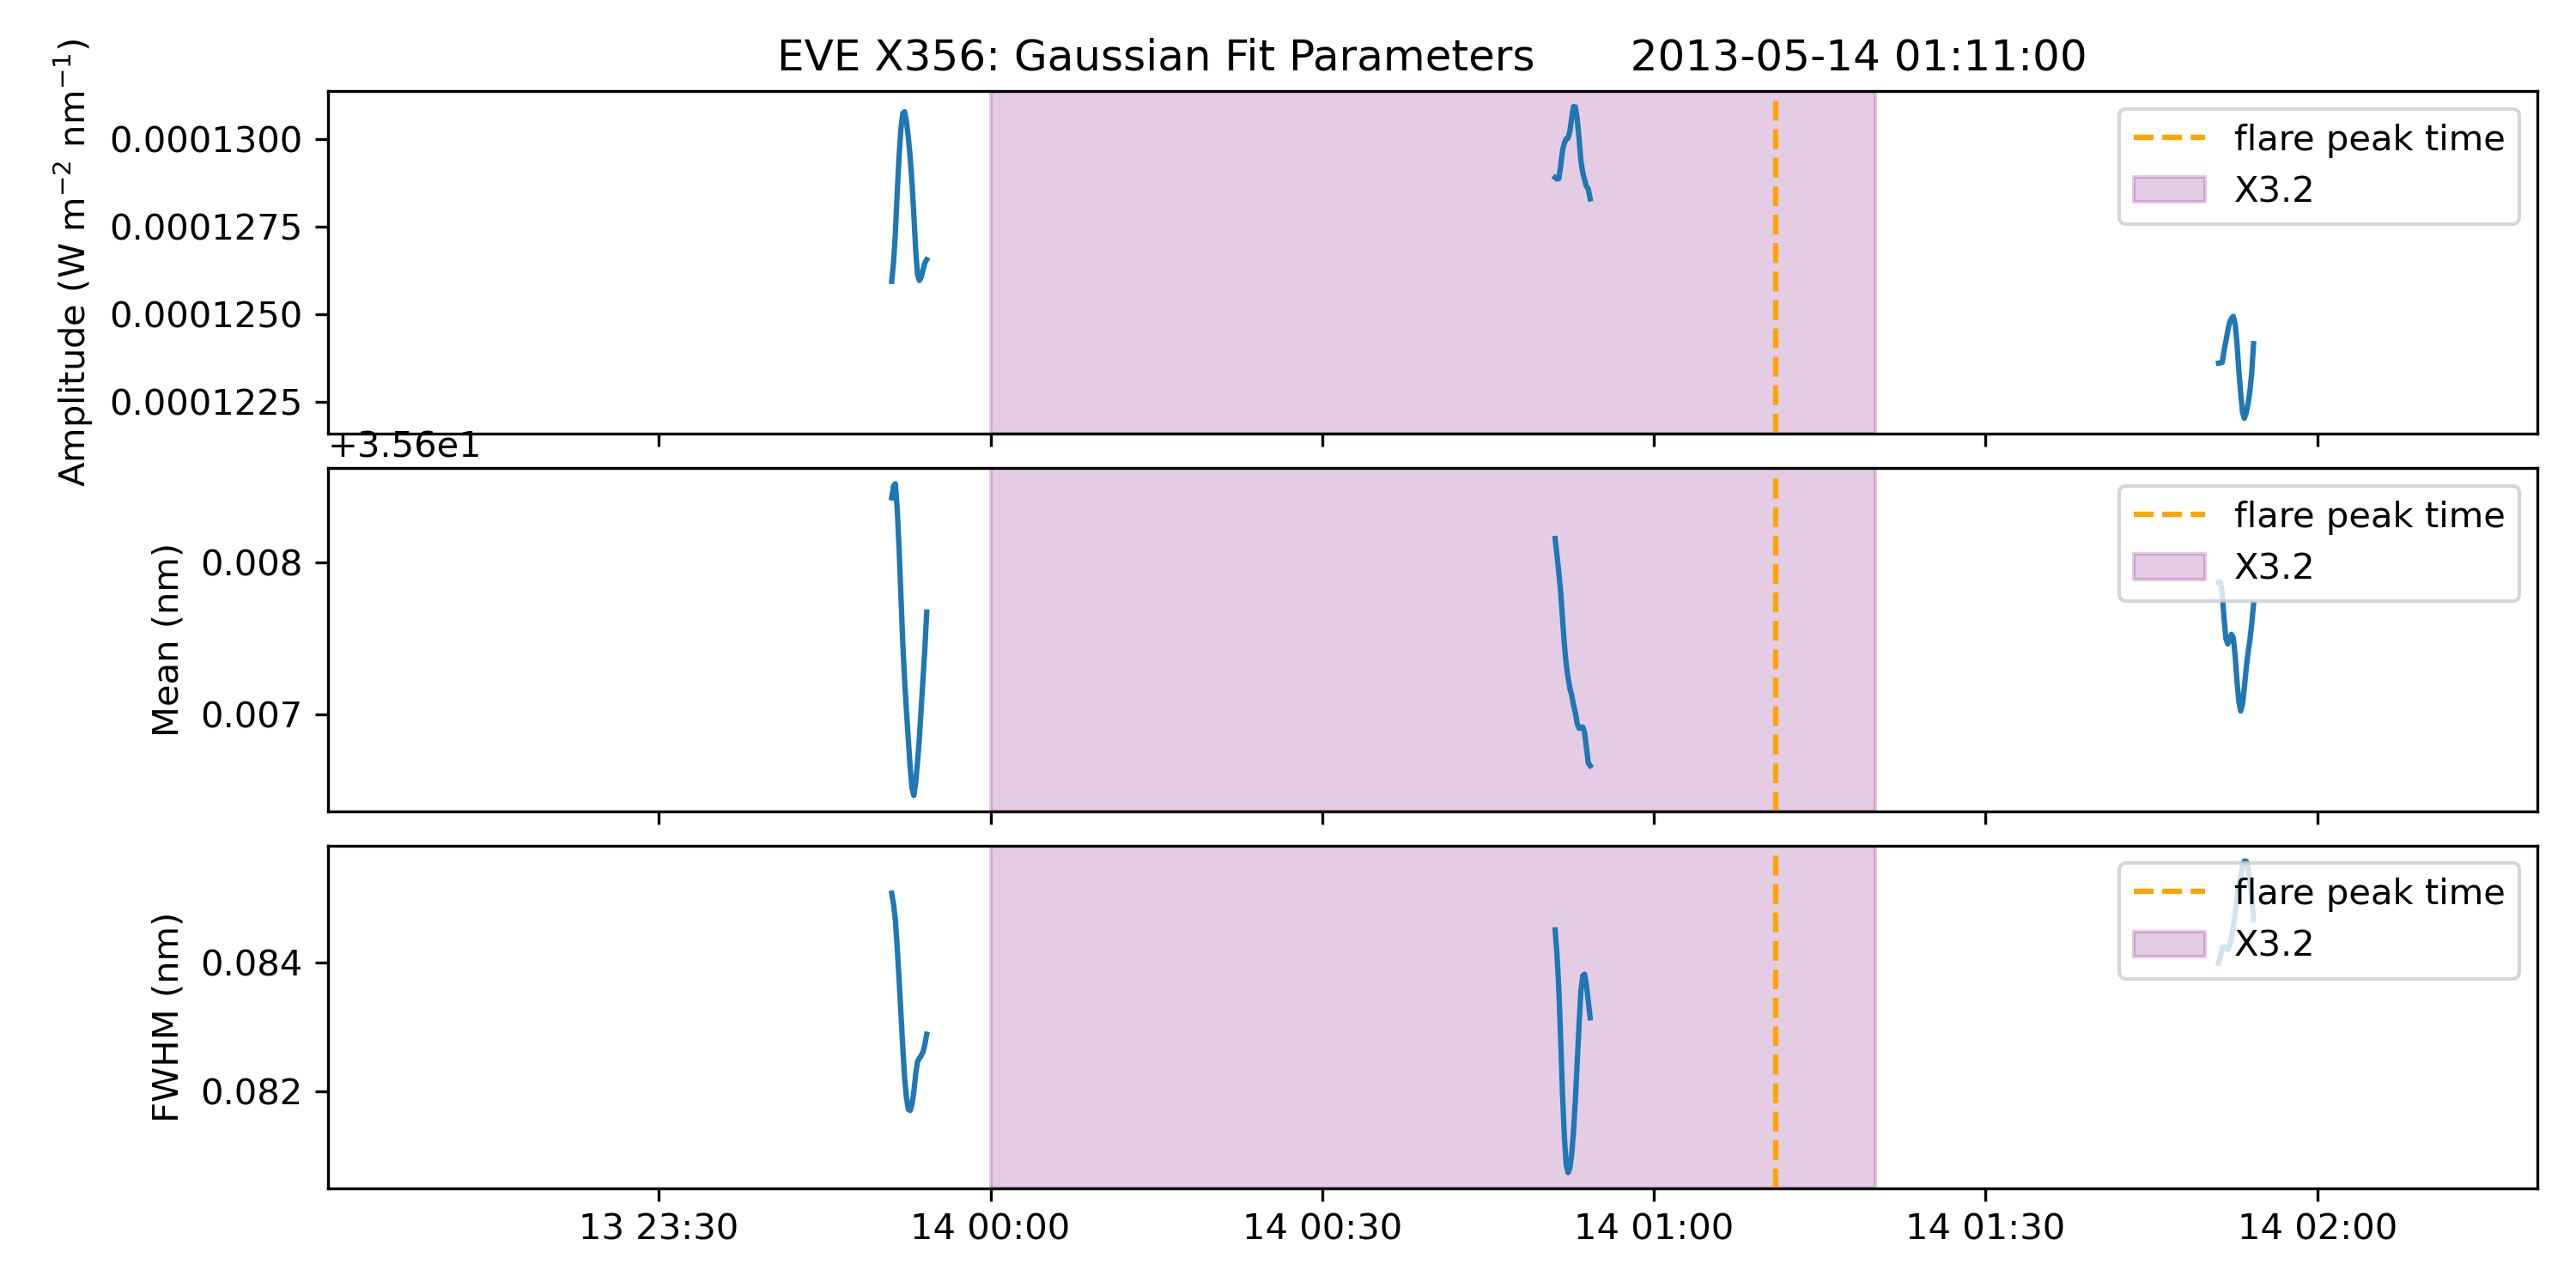 EVE X356: Gaussian Fit Parameters 2013-05-14 01:11:00
Amplitude (W m⁻² nm⁻¹)
0.0001300
0.0001275
0.0001250
0.0001225
flare peak time
X3.2
+3.56e1
Mean (nm)
0.008
0.007
flare peak time
X3.2
FWHM (nm)
0.084
0.082
flare peak time
X3.2
13 23:30 14 00:00 14 00:30 14 01:00 14 01:30 14 02:00